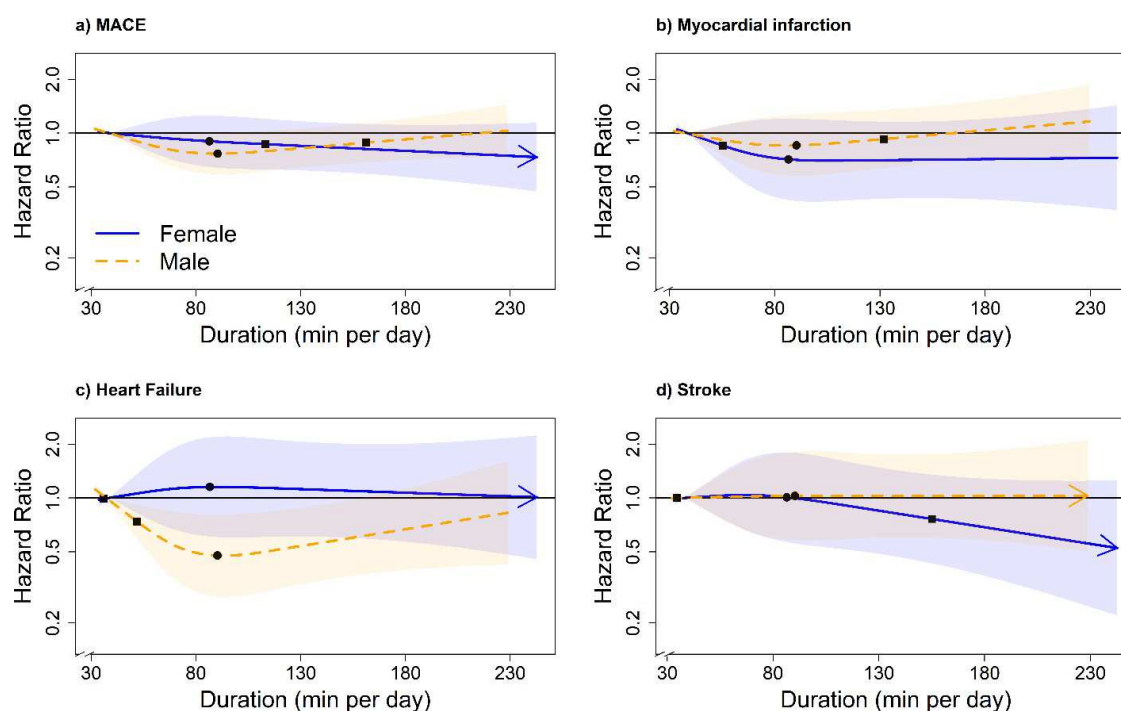 a) MACE
Hazard Ratio
2.0
1.0
0.5
0.2
Female
Male
30 80 130 180 230
Duration (min per day)
b) Myocardial infarction
Hazard Ratio
2.0
1.0
0.5
0.2
30 80 130 180 230
Duration (min per day)
c) Heart Failure
Hazard Ratio
2.0
1.0
0.5
0.2
30 80 130 180 230
Duration (min per day)
d) Stroke
Hazard Ratio
2.0
1.0
0.5
0.2
30 80 130 180 230
Duration (min per day)